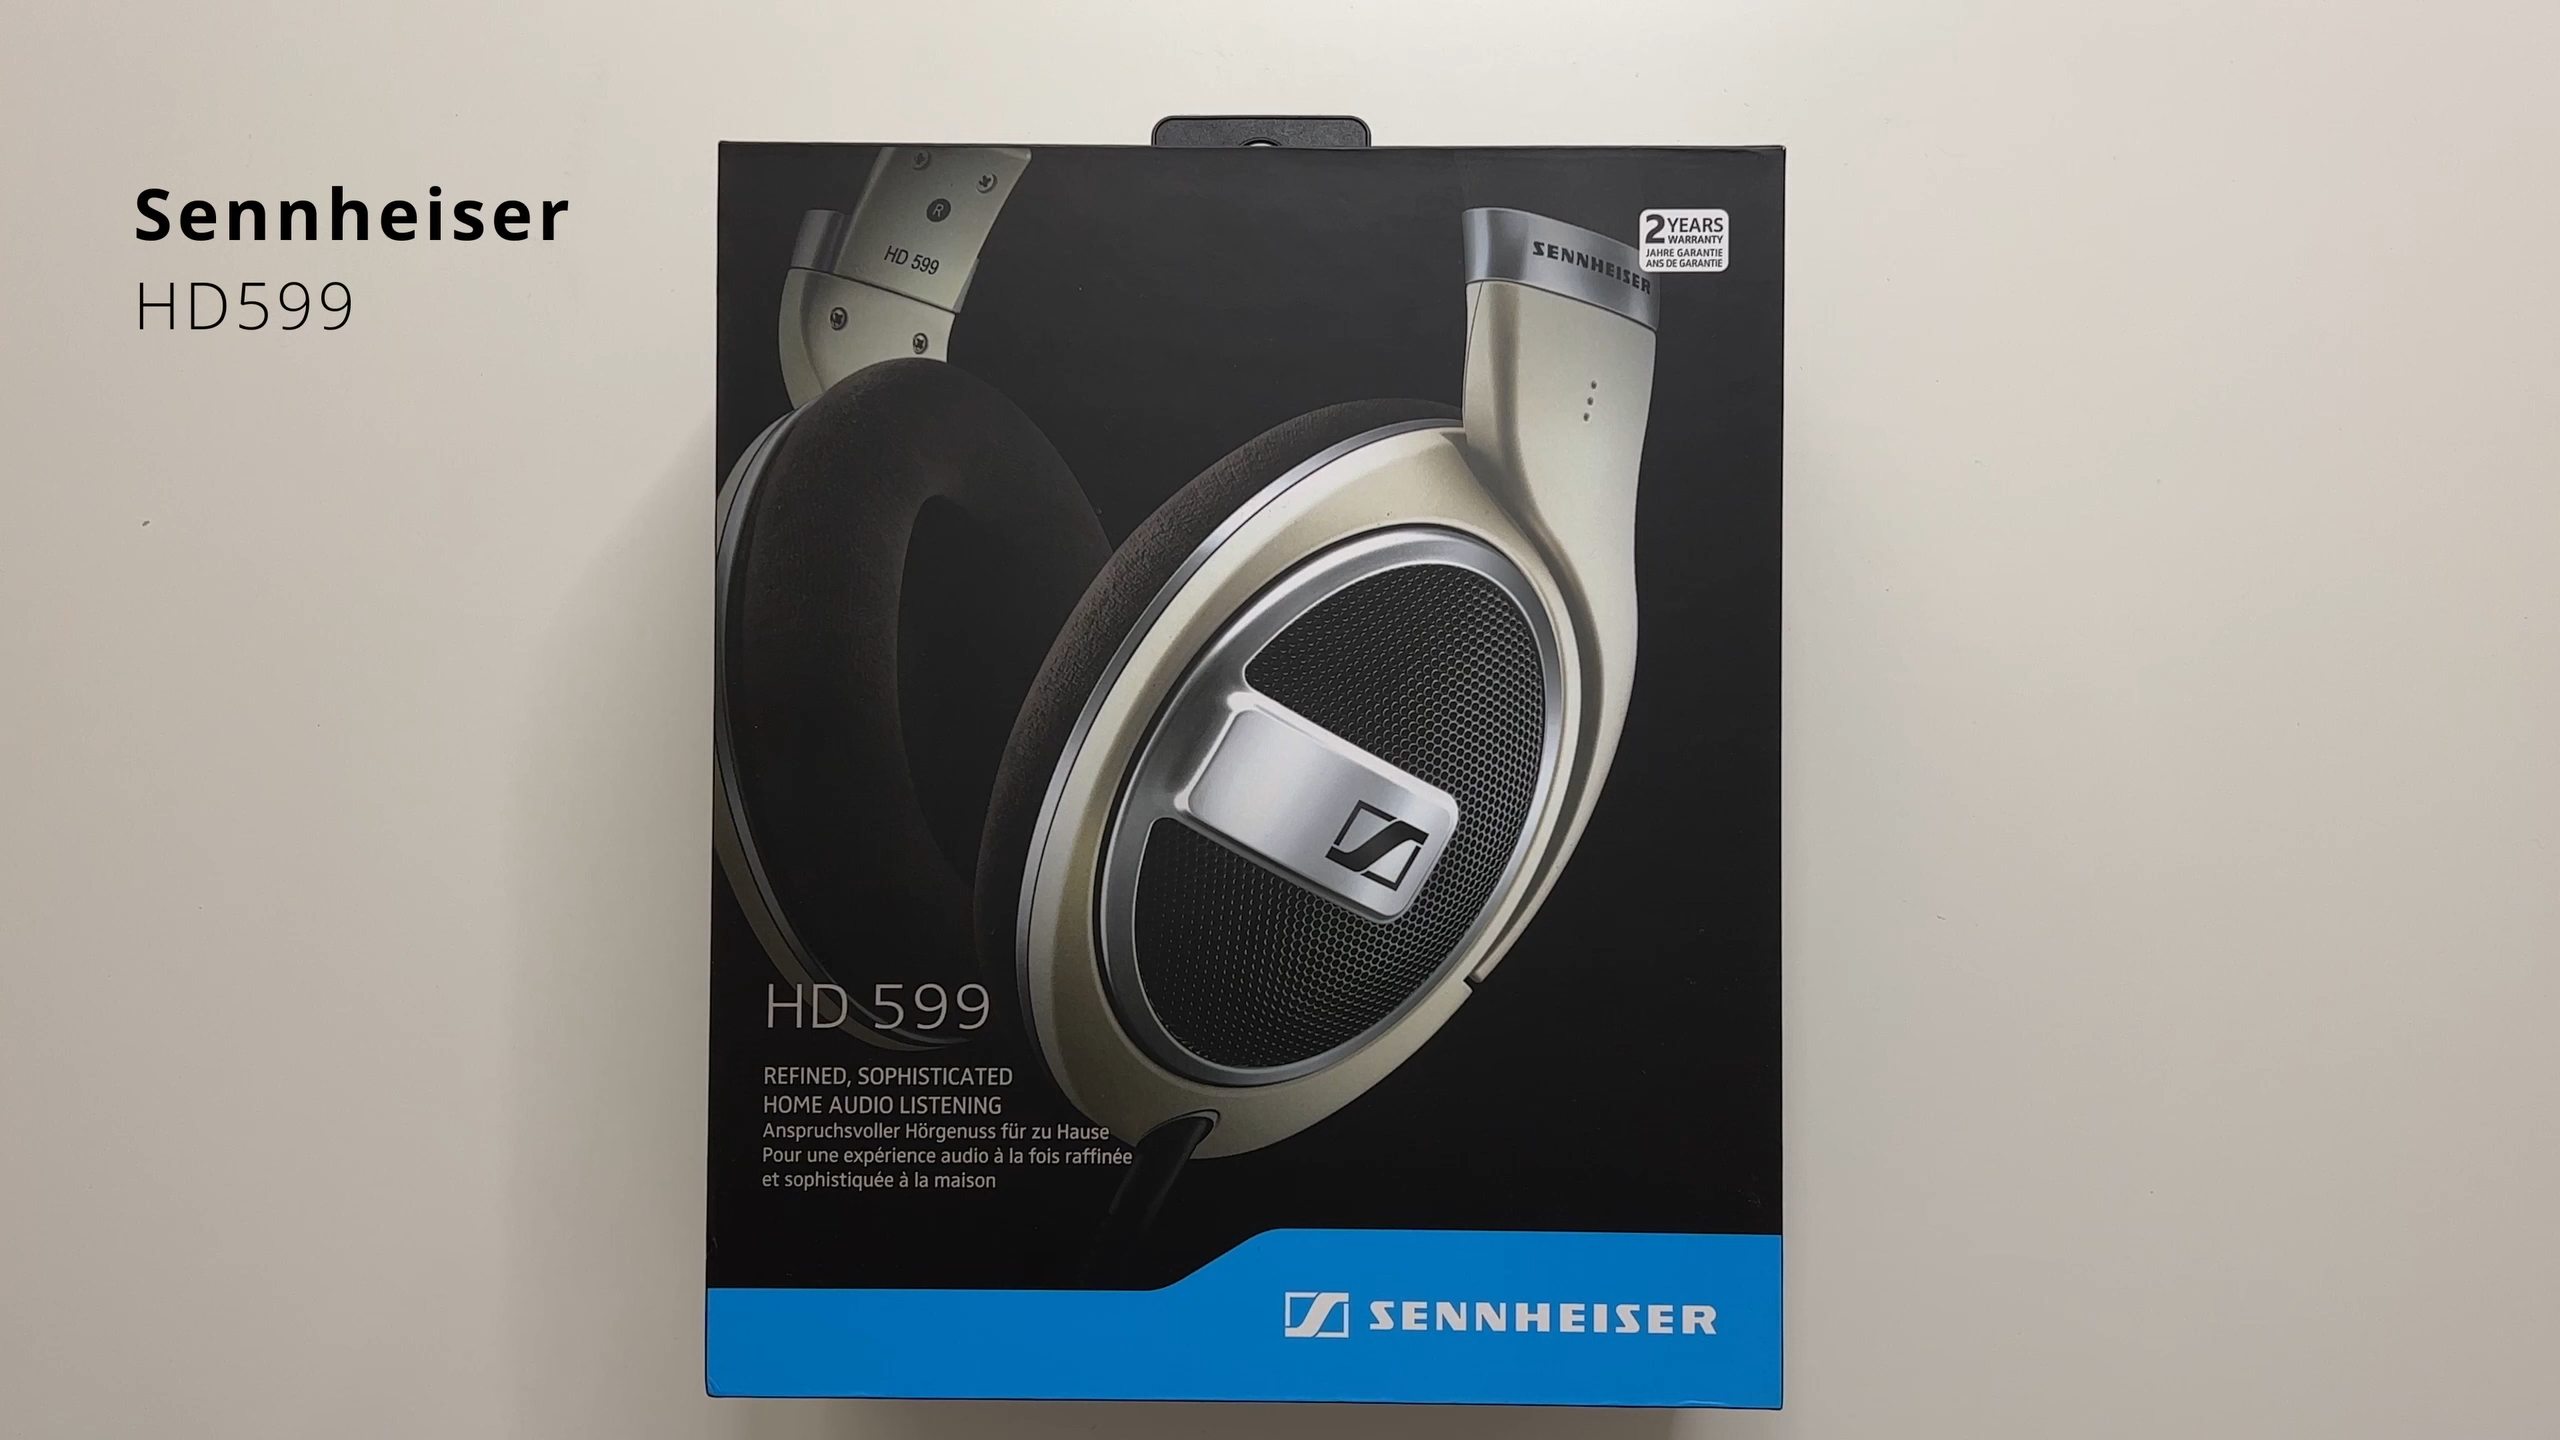 Sennheiser
HD599
R
HD 599
SENNHEISER
2 YEARS
WARRANTY
JAHRE GARANTIE
ANS DE GARANTIE
HD 599
REFINED, SOPHISTICATED
HOME AUDIO LISTENING
Anspruchsvoller Hörgenuss für zu Hause
Pour une expérience audio à la fois raffinée
et sophistiquée à la maison
SENNHEISER